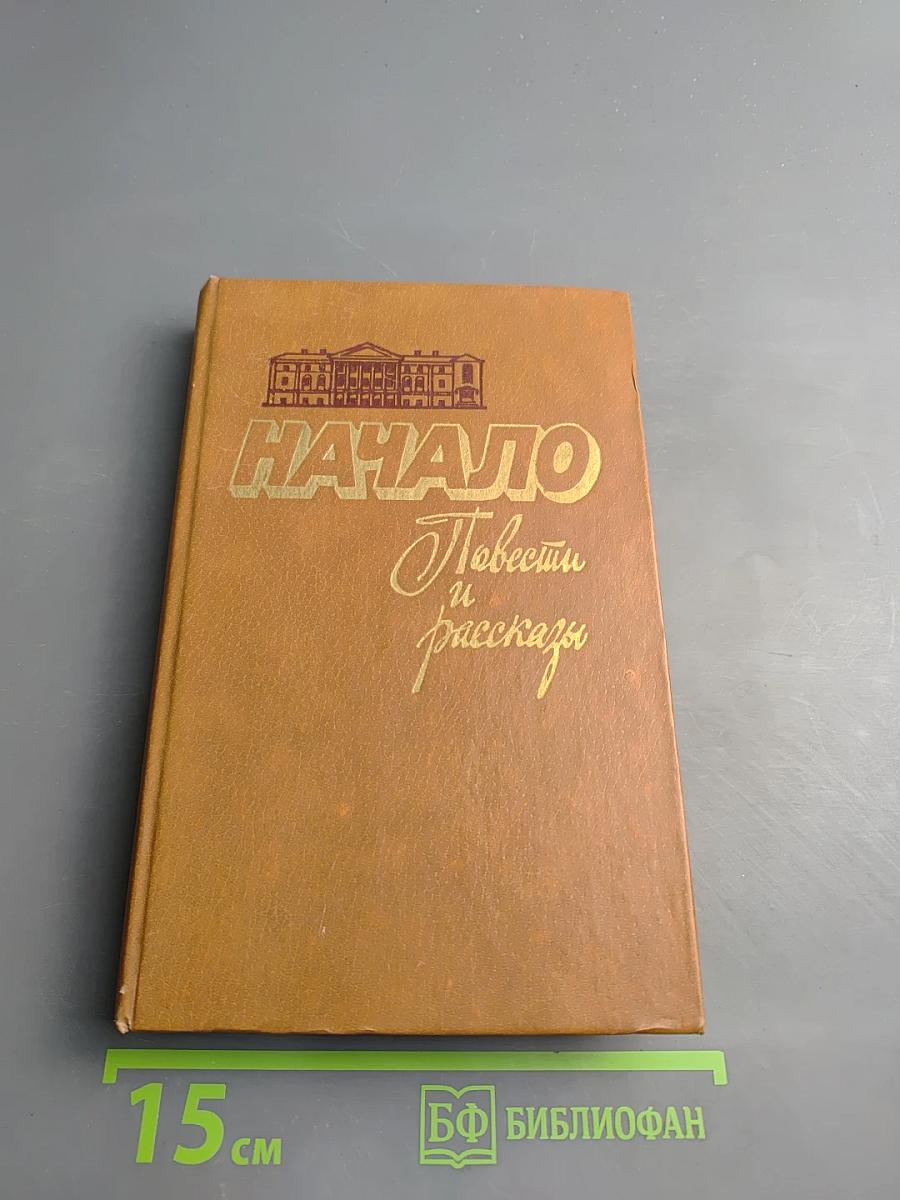 НАЧАЛО
Повести
и
рассказы
15 см
БФ БИБЛИОФАН